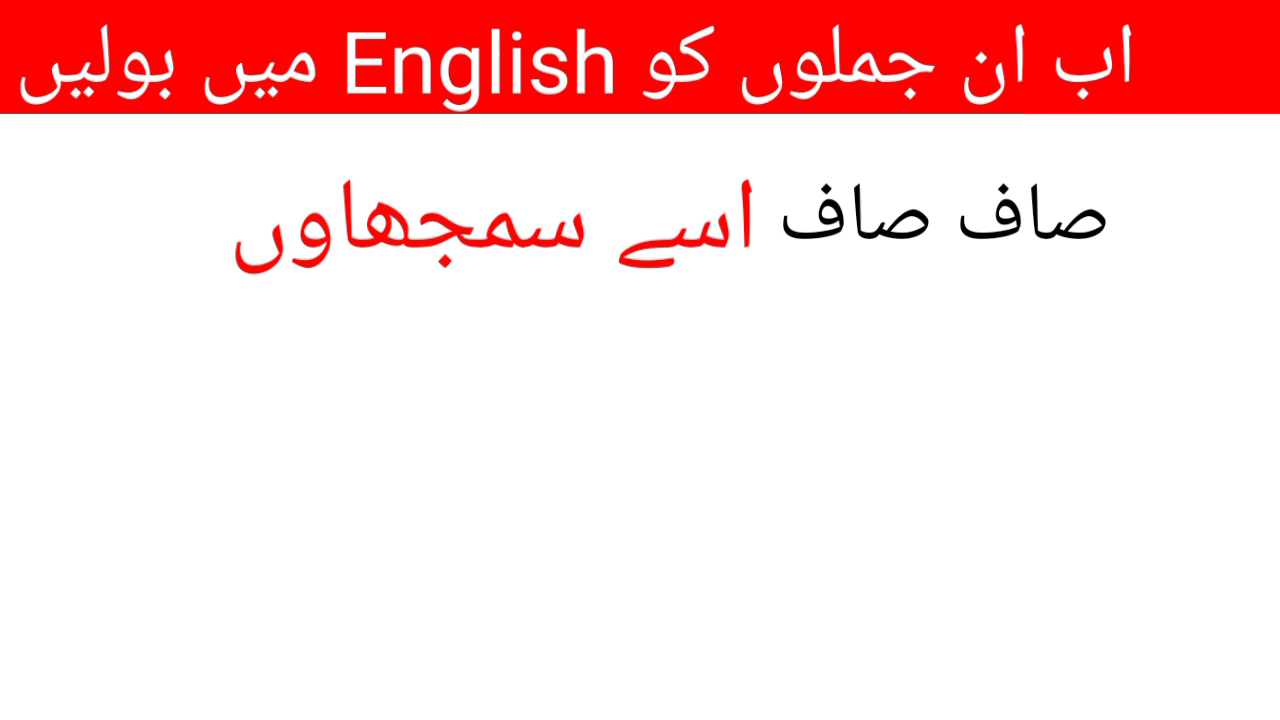 اب ان جملوں کو English میں بولیں
صاف صاف اسے سمجھاوں